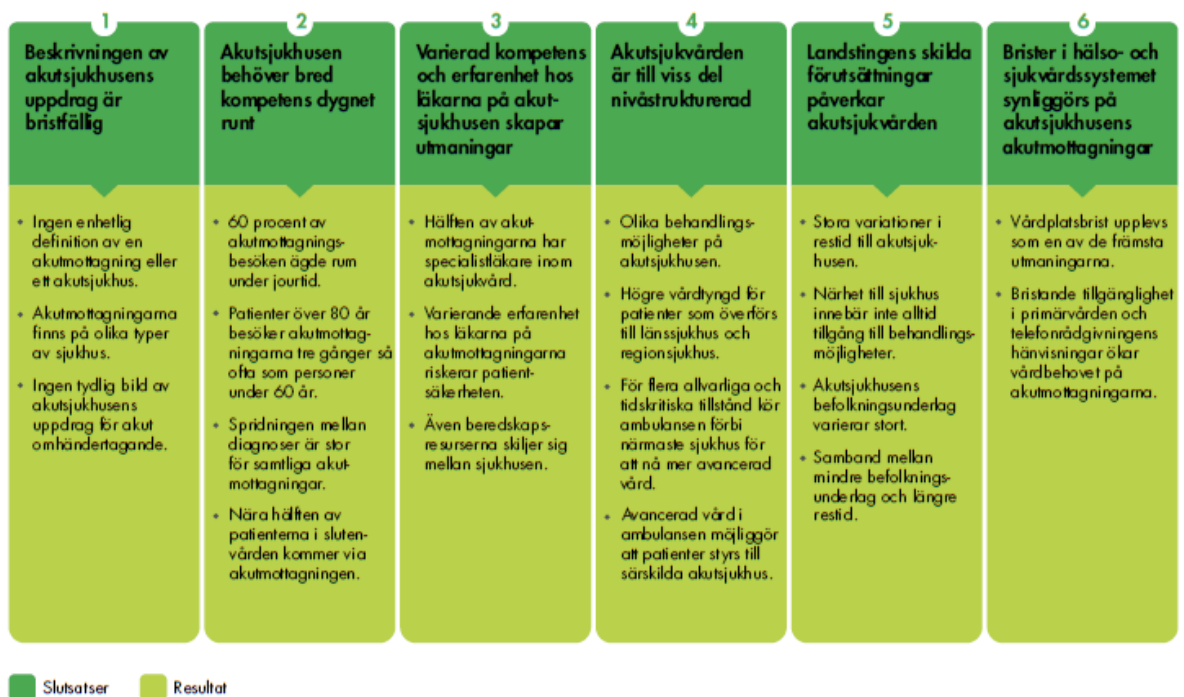 1
Beskrivningen av
akutsjukhusens
uppdrag är
bristfällig
• Ingen enhetlig
definition av en
akutmottagning eller
ett akutsjukhus.
• Akutmottagningarna
finns på olika typer
av sjukhus.
• Ingen tydlig bild av
akutsjukhusens
uppdrag för akut
omhändertagande.
2
Akutsjukhusen
behöver bred
kompetens dygnet
runt
• 60 procent av
akutmottagnings-
besöken ägde rum
under jourtid.
• Patienter över 80 år
besöker akutmottag-
ningarna tre gånger så
ofta som personer
under 60 år.
• Spridningen mellan
diagnoser är stor
för samtliga akut-
mottagningar.
• Nära hälften av
patienterna i sluten-
vården kommer via
akutmottagningen.
3
Varierad kompetens
och erfarenhet hos
läkarna på akut-
sjukhusen skapar
utmaningar
• Hälften av akut-
mottagningarna har
specialistläkare inom
akutsjukvård.
• Varierande erfarenhet
hos läkarna på
akutmottagningarna
riskerar patient-
säkerheten.
• Även beredskaps-
resurserna skiljer sig
mellan sjukhusen.
4
Akutsjukvården
är till viss del
nivåstrukturerad
• Olika behandlings-
möjligheter på
akutsjukhusen.
• Högre vårdtyngd för
patienter som överförs
till länssjukhus och
regionsjukhus.
• För flera allvarliga och
tidskritiska tillstånd kör
ambulansen förbi
närmaste sjukhus för
att nå mer avancerad
vård.
• Avancerad vård i
ambulansen möjliggör
att patienter styrs till
särskilda akutsjukhus.
5
Landstingens skilda
förutsättningar
påverkar
akutsjukvården
• Stora variationer i
restid till akutsjuk-
husen.
• Närhet till sjukhus
innebär inte alltid
tillgång till behandlings-
möjligheter.
• Akutsjukhusens
befolkningsunderlag
varierar stort.
• Samband mellan
mindre befolknings-
underlag och längre
restid.
6
Brister i hälso- och
sjukvårdssystemet
synliggörs på
akutsjukhusens
akutmottagningar
• Vårdplatsbrist upplevs
som en av de främsta
utmaningarna.
• Bristande tillgänglighet
i primärvården och
telefonrådgivningens
hänvisningar ökar
vårdbehovet på
akutmottagningarna.
Slutsatser
Resultat